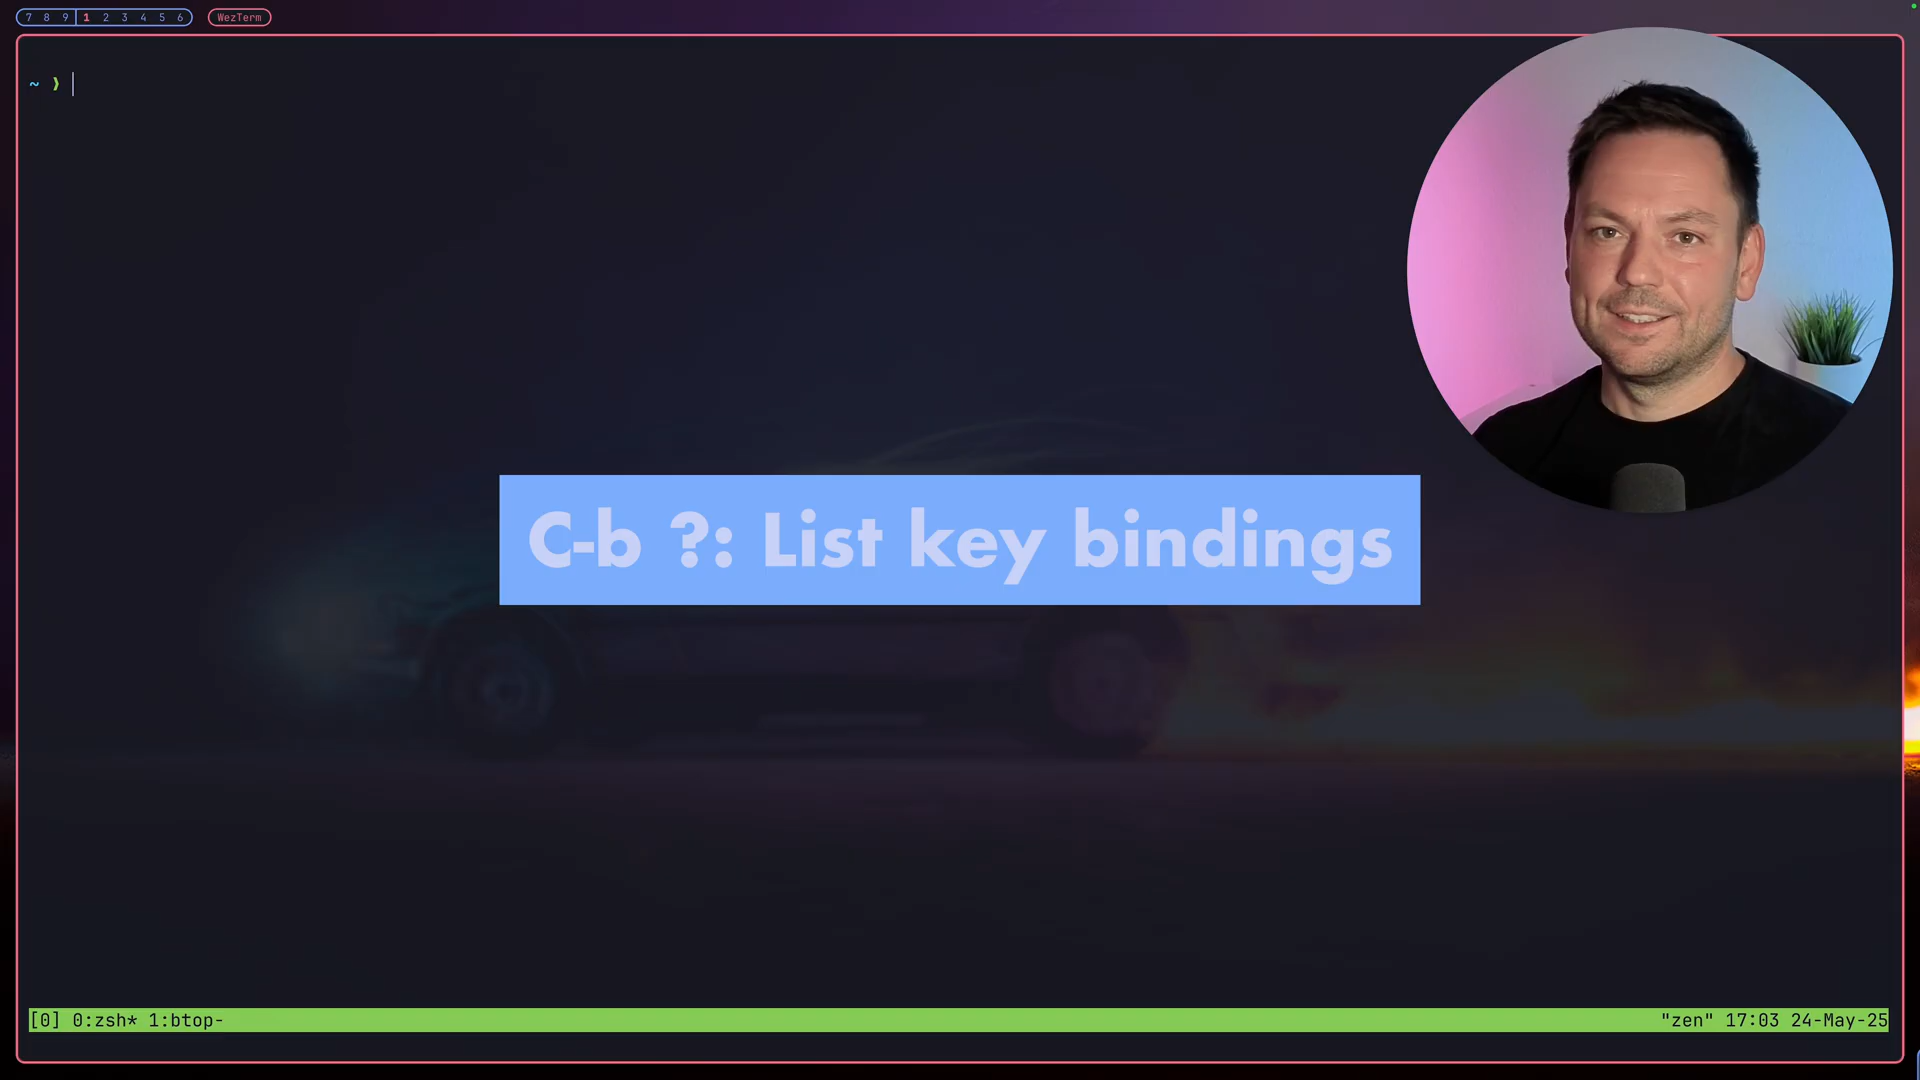 7 8 9 1 2 3 4 5 6 WezTerm
~ ❯
C-b ?: List key bindings
[0] 0:zsh* 1:btop- "zen" 17:03 24-May-25